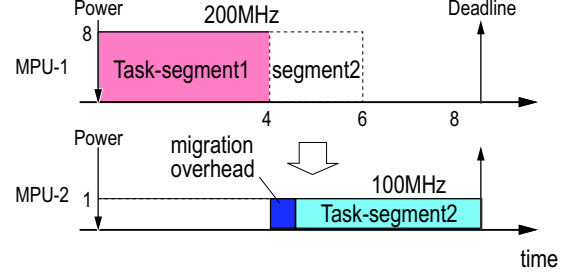 Power
200MHz
Deadline
8
MPU-1
Task-segment1
segment2
4
6
8
Power
migration
overhead
100MHz
MPU-2
1
Task-segment2
time